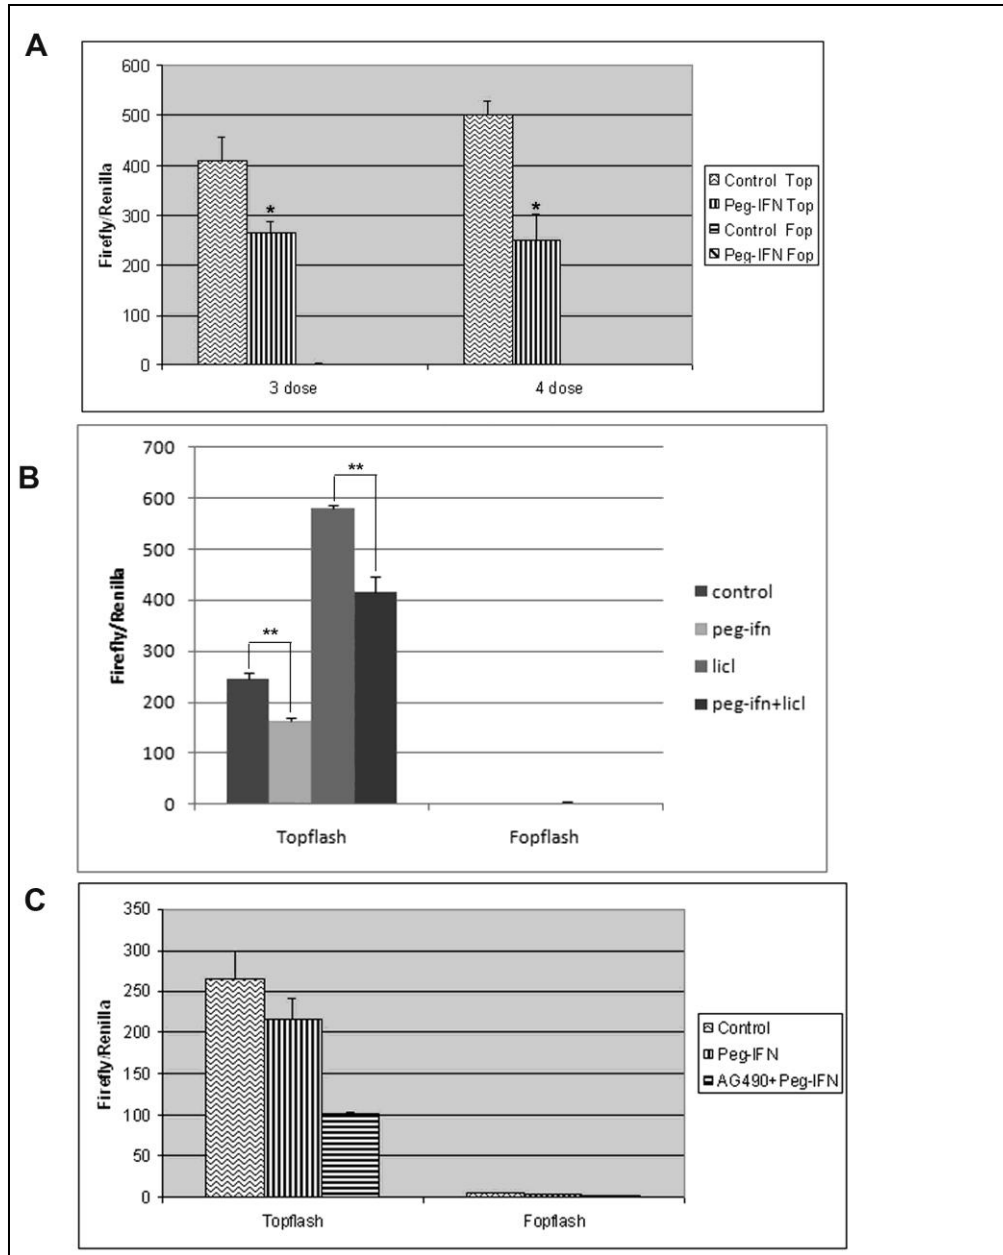 A
600
500
400
300
200
100
0
Firefly/Renilla
*
*
3 dose
4 dose
Control Top
Peg-IFN Top
Control Fop
Peg-IFN Fop
B
700
600
500
400
300
200
100
0
Firefly/Renilla
**
**
Topflash
Fopflash
control
peg-ifn
licl
peg-ifn+licl
C
350
300
250
200
150
100
50
0
Firefly/Renilla
Topflash
Fopflash
Control
Peg-IFN
AG490+Peg-IFN